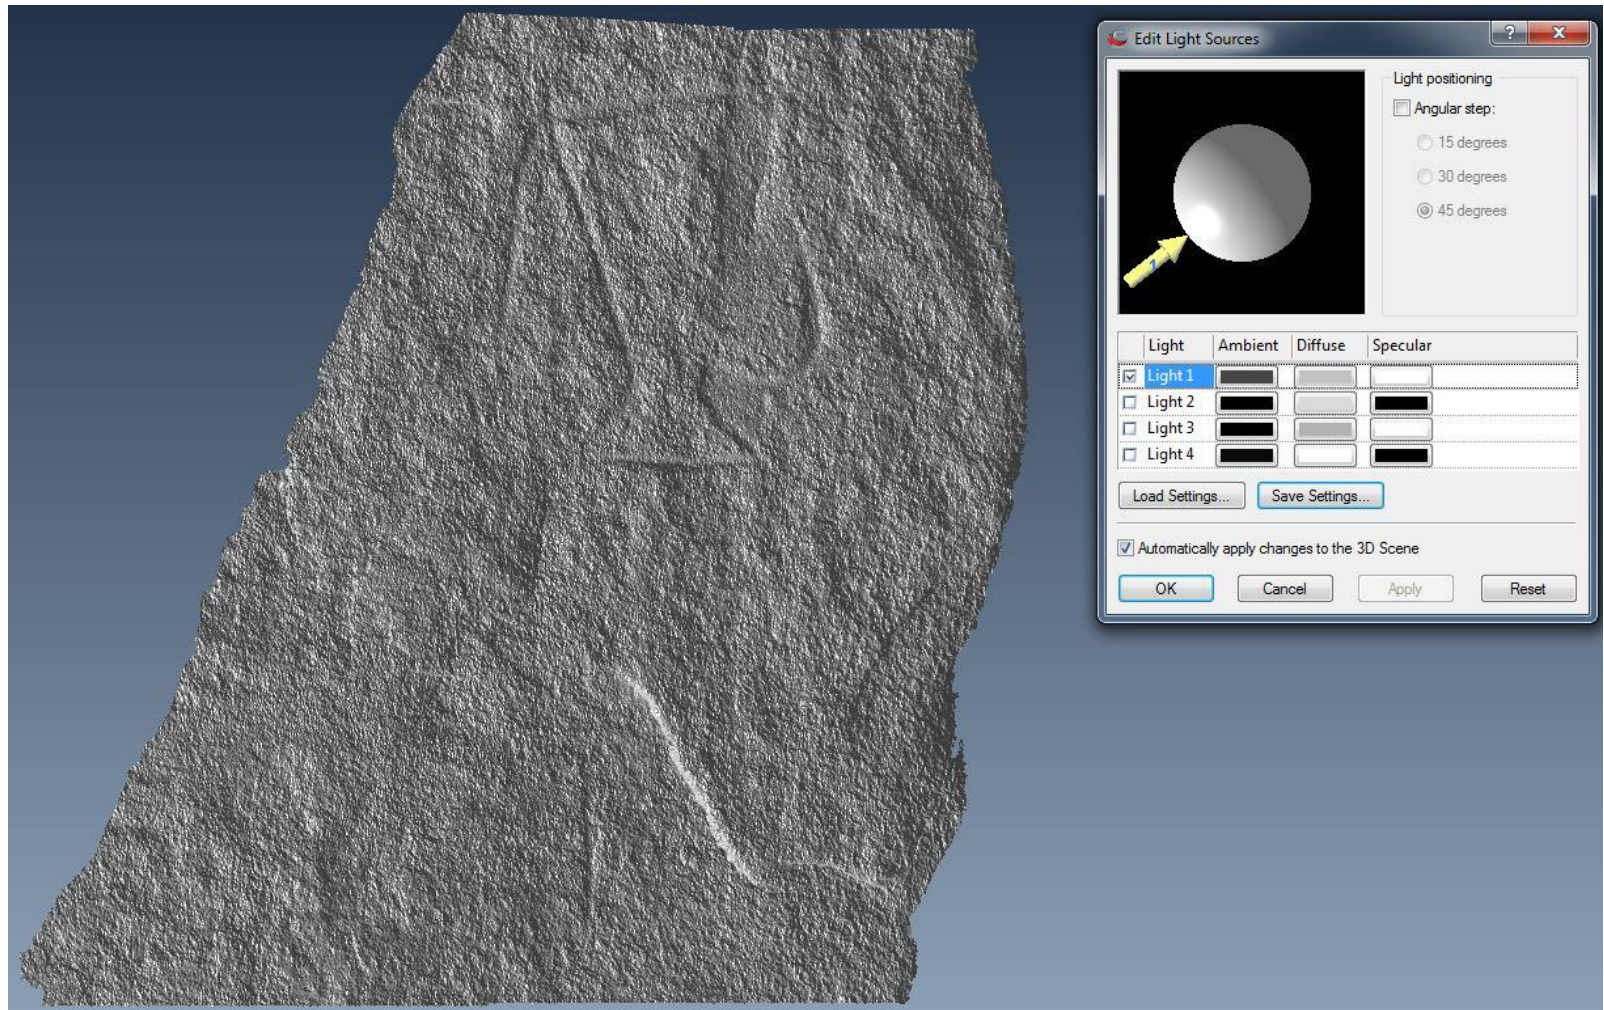 Edit Light Sources
Light positioning
Angular step:
15 degrees
30 degrees
45 degrees
1
Light Ambient Diffuse Specular
Light 1
Light 2
Light 3
Light 4
Load Settings... Save Settings...
Automatically apply changes to the 3D Scene
OK Cancel Apply Reset